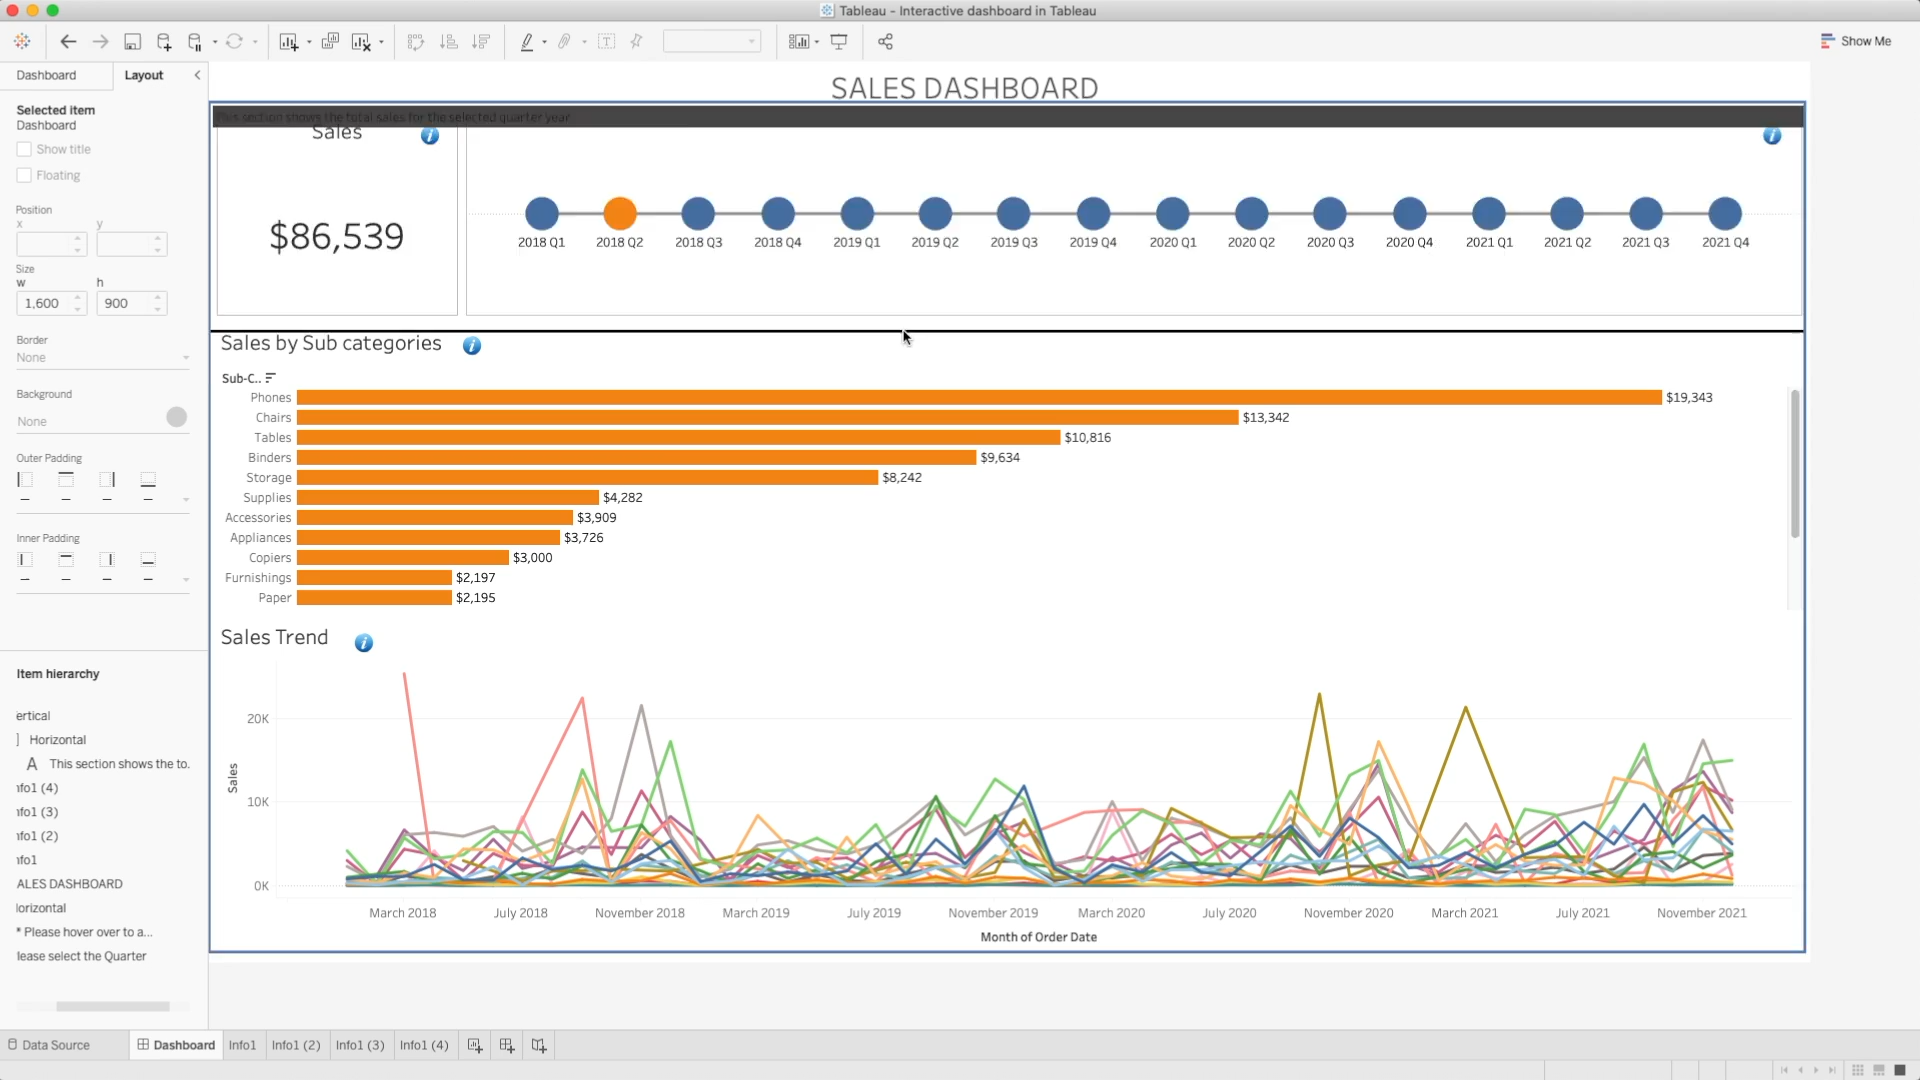 Tableau - Interactive dashboard in Tableau
Show Me
Dashboard
Layout
Selected item
Dashboard
Show title
Floating
Position
x
y
Size
w
h
1,600
900
Border
None
Background
None
Outer Padding
Inner Padding
Item hierarchy
ertical
Horizontal
A This section shows the to.
nfo1 (4)
nfo1 (3)
nfo1 (2)
nfo1
ALES DASHBOARD
lorizontal
* Please hover over to a...
lease select the Quarter
SALES DASHBOARD
This section shows the total sales for the selected quarter year
Sales
$86,539
2018 Q1 2018 Q2 2018 Q3 2018 Q4 2019 Q1 2019 Q2 2019 Q3 2019 Q4 2020 Q1 2020 Q2 2020 Q3 2020 Q4 2021 Q1 2021 Q2 2021 Q3 2021 Q4
Sales by Sub categories
Sub-C..
Phones $19,343
Chairs $13,342
Tables $10,816
Binders $9,634
Storage $8,242
Supplies $4,282
Accessories $3,909
Appliances $3,726
Copiers $3,000
Furnishings $2,197
Paper $2,195
Sales Trend
20K
10K
0K
Sales
March 2018 July 2018 November 2018 March 2019 July 2019 November 2019 March 2020 July 2020 November 2020 March 2021 July 2021 November 2021
Month of Order Date
Data Source
Dashboard
Info1
Info1 (2)
Info1 (3)
Info1 (4)